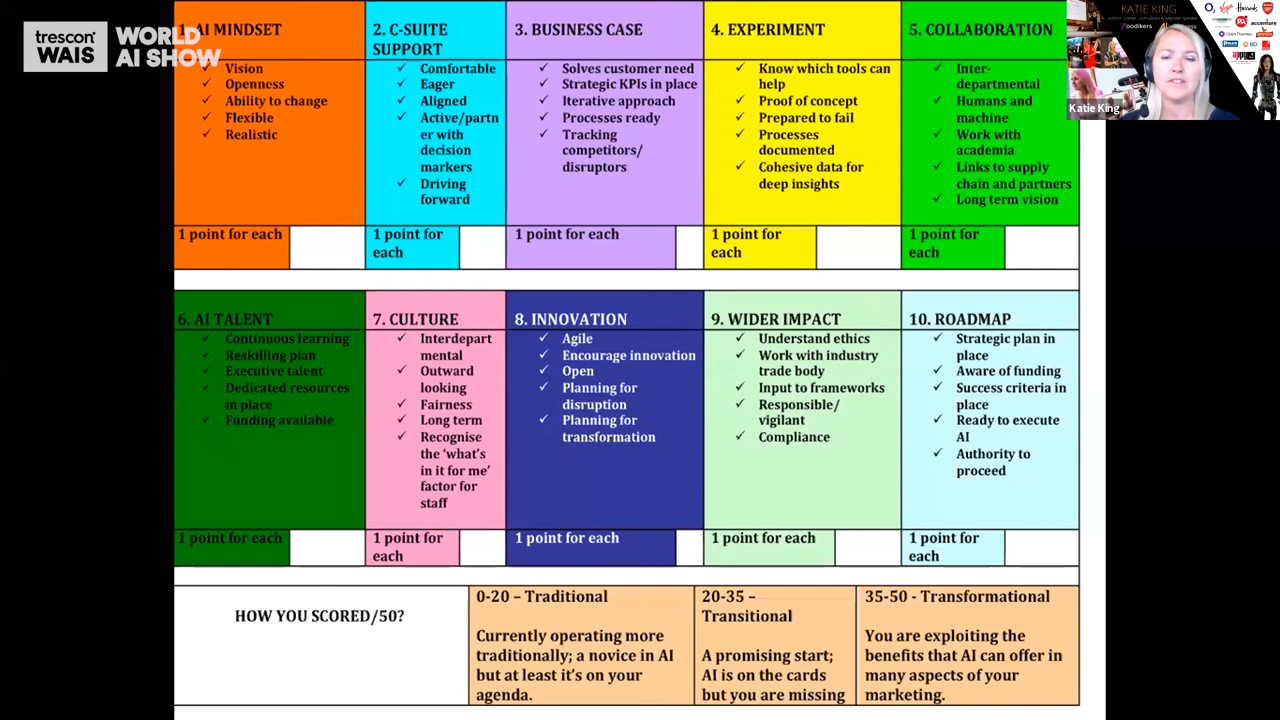 trescon
WAIS
WORLD
AI SHOW
1. AI MINDSET
Vision
Openness
Ability to change
Flexible
Realistic
1 point for each
2. C-SUITE
SUPPORT
Comfortable
Eager
Aligned
Active/partn
er with
decision
markers
Driving
forward
1 point for
each
3. BUSINESS CASE
Solves customer need
Strategic KPIs in place
Iterative approach
Processes ready
Tracking
competitors/
disruptors
1 point for each
4. EXPERIMENT
Know which tools can
help
Proof of concept
Prepared to fail
Processes
documented
Cohesive data for
deep insights
1 point for
each
5. COLLABORATION
Inter-
departmental
Humans and
machine
Work with
academia
Links to supply
chain and partners
Long term vision
1 point for
each
KATIE KING
Zoodikers
accenture
Virgin
Harrods
O2
PA
BD
Katie King
6. AI TALENT
Continuous learning
Reskilling plan
Executive talent
Dedicated resources
in place
Funding available
1 point for each
7. CULTURE
Interdepart
mental
Outward
looking
Fairness
Long term
Recognise
the ‘what’s
in it for me’
factor for
staff
1 point for
each
8. INNOVATION
Agile
Encourage innovation
Open
Planning for
disruption
Planning for
transformation
1 point for each
9. WIDER IMPACT
Understand ethics
Work with industry
trade body
Input to frameworks
Responsible/
vigilant
Compliance
1 point for each
10. ROADMAP
Strategic plan in
place
Aware of funding
Success criteria in
place
Ready to execute
AI
Authority to
proceed
1 point for
each
HOW YOU SCORED/50?
0-20 – Traditional
Currently operating more
traditionally; a novice in AI
but at least it’s on your
agenda.
20-35 –
Transitional
A promising start;
AI is on the cards
but you are missing
35-50 - Transformational
You are exploiting the
benefits that AI can offer in
many aspects of your
marketing.